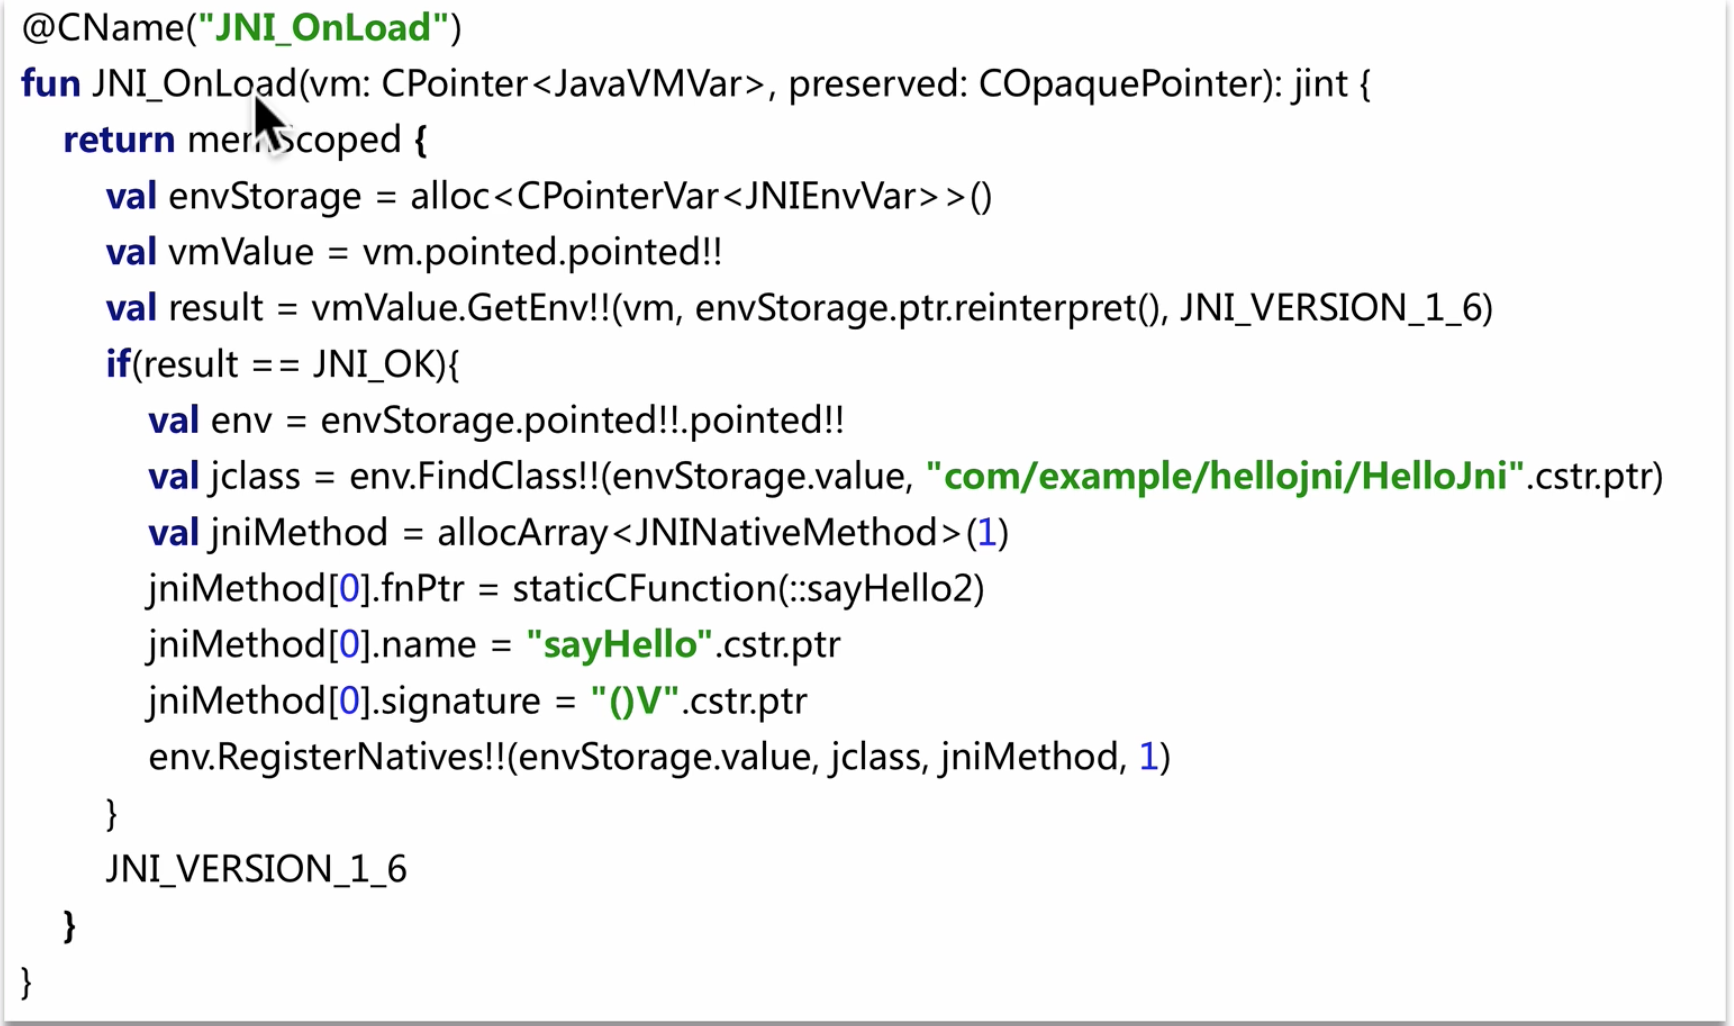 @CName("JNI_OnLoad")
fun JNI_OnLoad(vm: CPointer<JavaVMVar>, preserved: COpaquePointer): jint {
return memScoped {
val envStorage = alloc<CPointerVar<JNIEnvVar>>()
val vmValue = vm.pointed.pointed!!
val result = vmValue.GetEnv!!(vm, envStorage.ptr.reinterpret(), JNI_VERSION_1_6)
if(result == JNI_OK){
val env = envStorage.pointed!!.pointed!!
val jclass = env.FindClass!!(envStorage.value, "com/example/hellojni/HelloJni".cstr.ptr)
val jniMethod = allocArray<JNINativeMethod>(1)
jniMethod[0].fnPtr = staticCFunction(::sayHello2)
jniMethod[0].name = "sayHello".cstr.ptr
jniMethod[0].signature = "()V".cstr.ptr
env.RegisterNatives!!(envStorage.value, jclass, jniMethod, 1)
}
JNI_VERSION_1_6
}
}